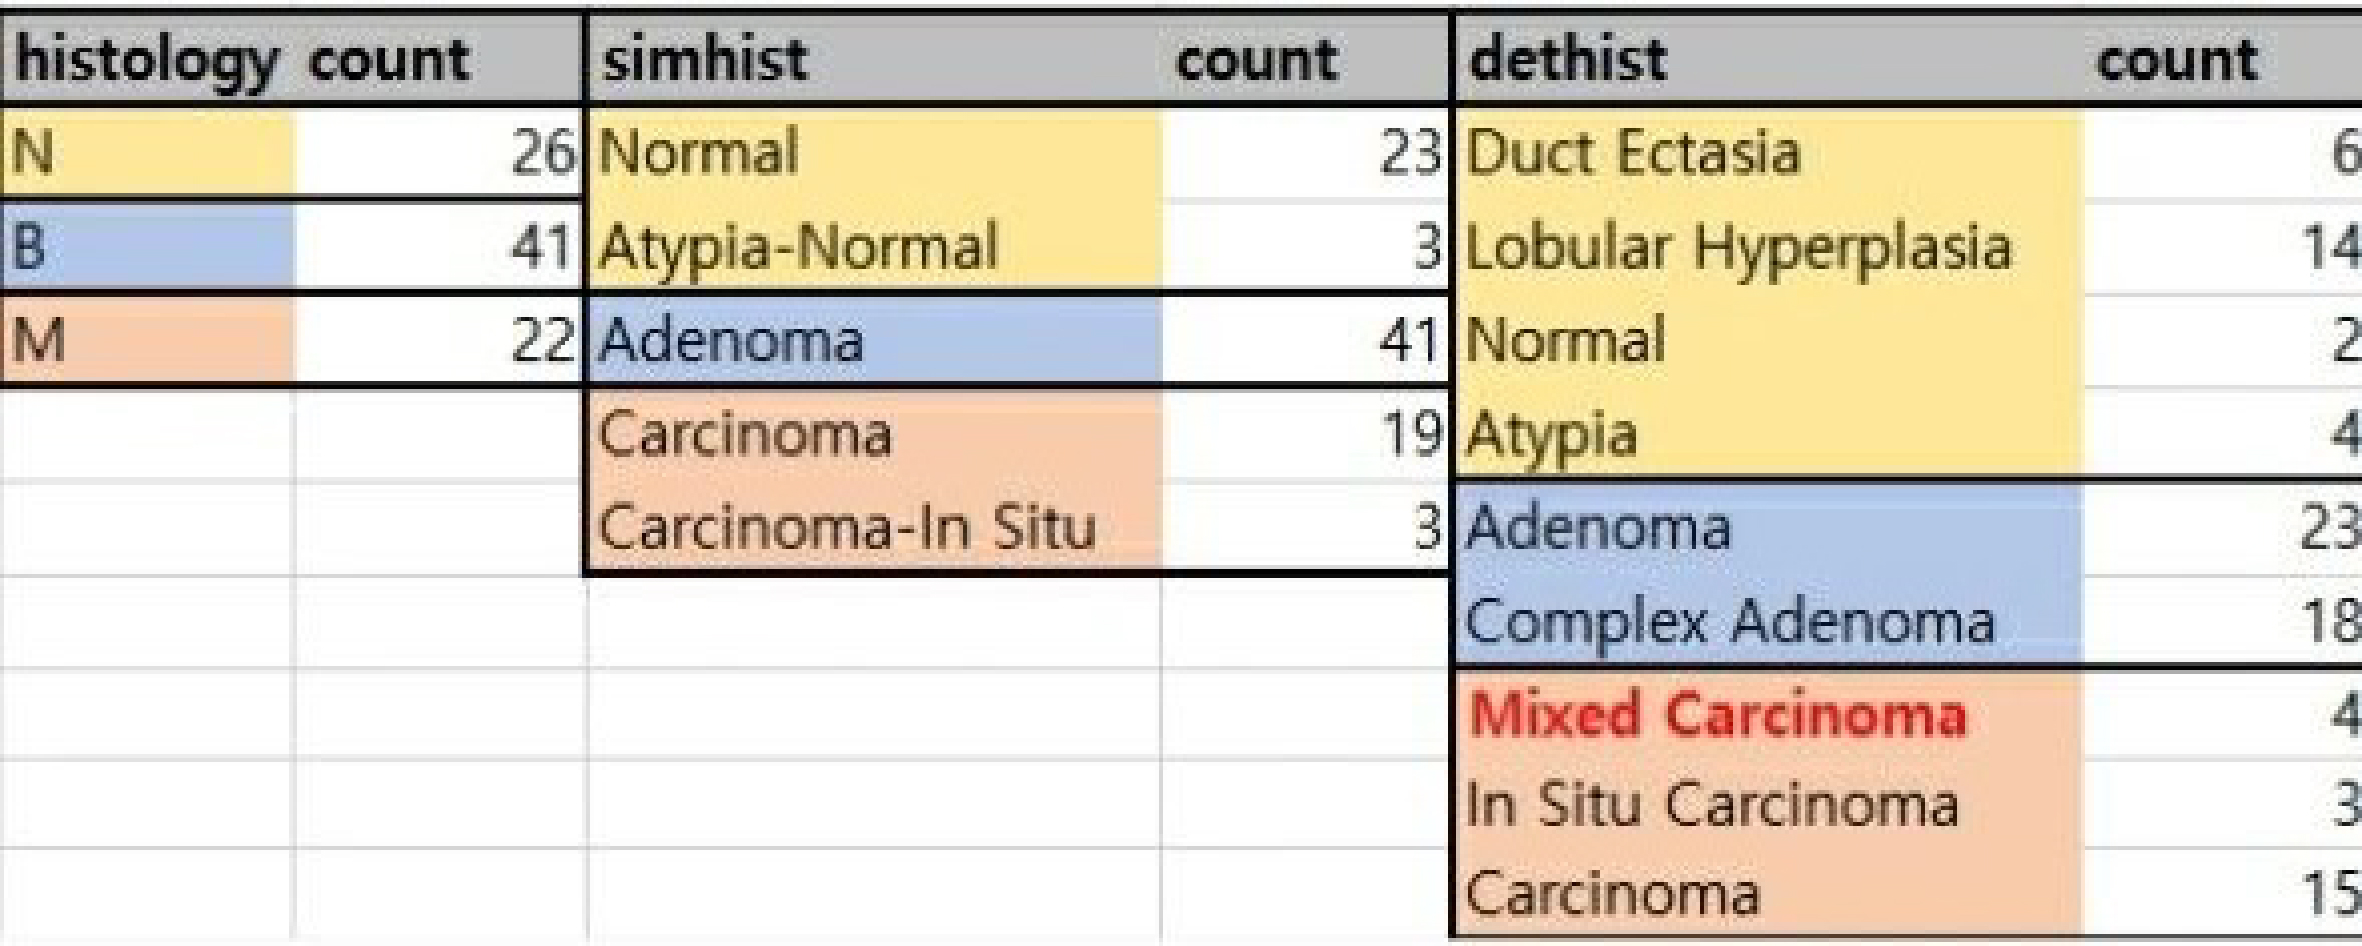 histology count simhist count dethist count
N 26 Normal 23 Duct Ectasia 6
B 41 Atypia-Normal 3 Lobular Hyperplasia 14
M 22 Adenoma 41 Normal 2
Carcinoma 19 Atypia 4
Carcinoma-In Situ 3 Adenoma 23
Complex Adenoma 18
Mixed Carcinoma 4
In Situ Carcinoma 3
Carcinoma 15